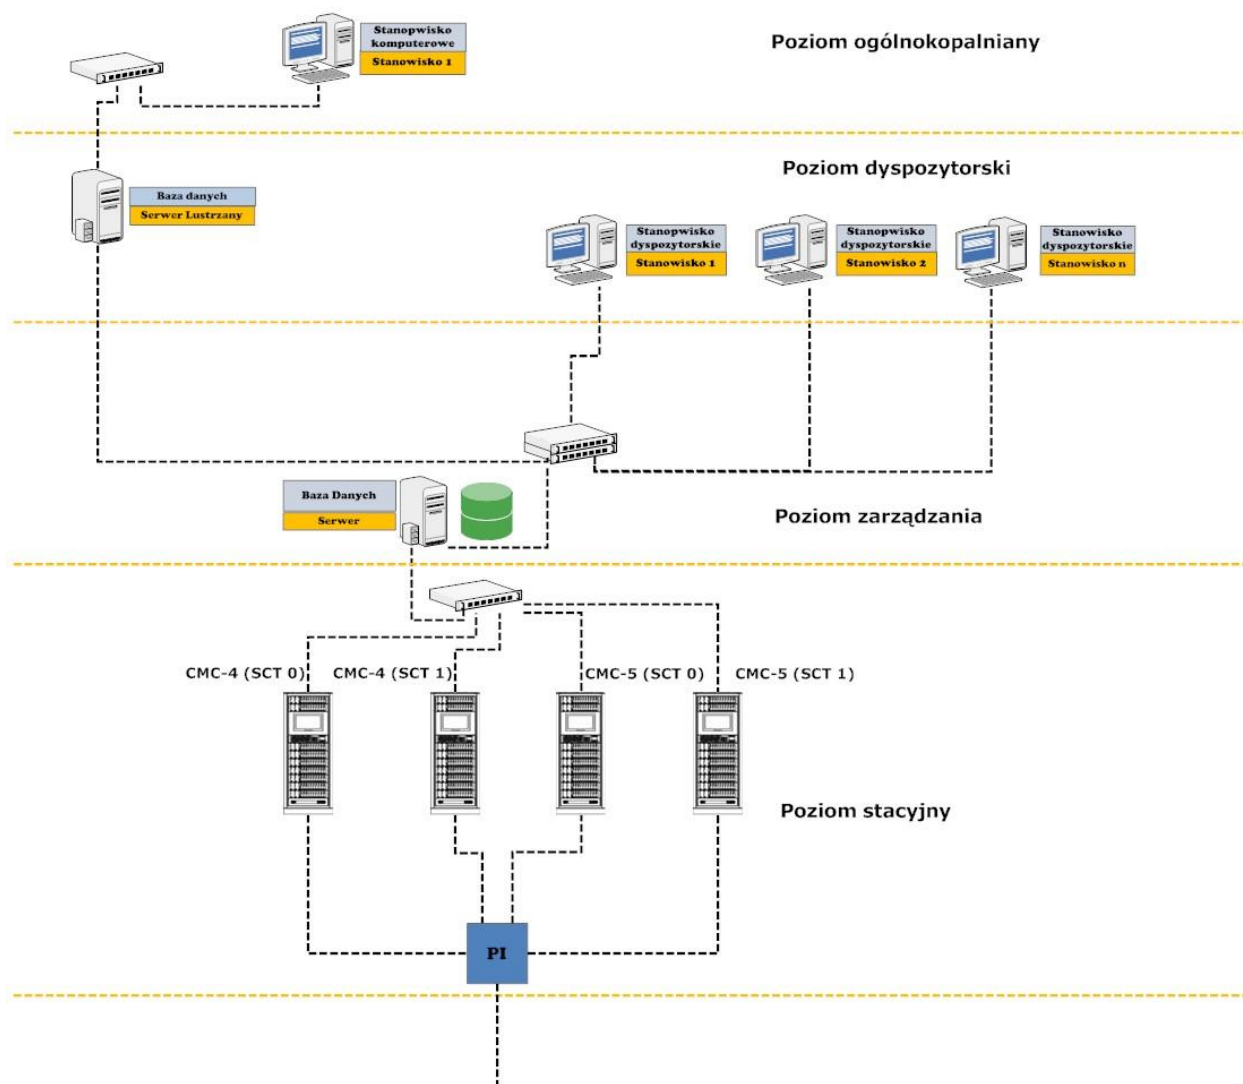 Stanopwisko
komputerowe
Stanowisko 1
Poziom ogólnokopalniany
Poziom dyspozytorski
Baza danych
Serwer Lustrzany
Stanopwisko
dyspozytorskie
Stanowisko 1
Stanopwisko
dyspozytorskie
Stanowisko 2
Stanopwisko
dyspozytorskie
Stanowisko n
Baza Danych
Serwer
Poziom zarządzania
CMC-4 (SCT 0)
CMC-4 (SCT 1)
CMC-5 (SCT 0)
CMC-5 (SCT 1)
Poziom stacyjny
PI